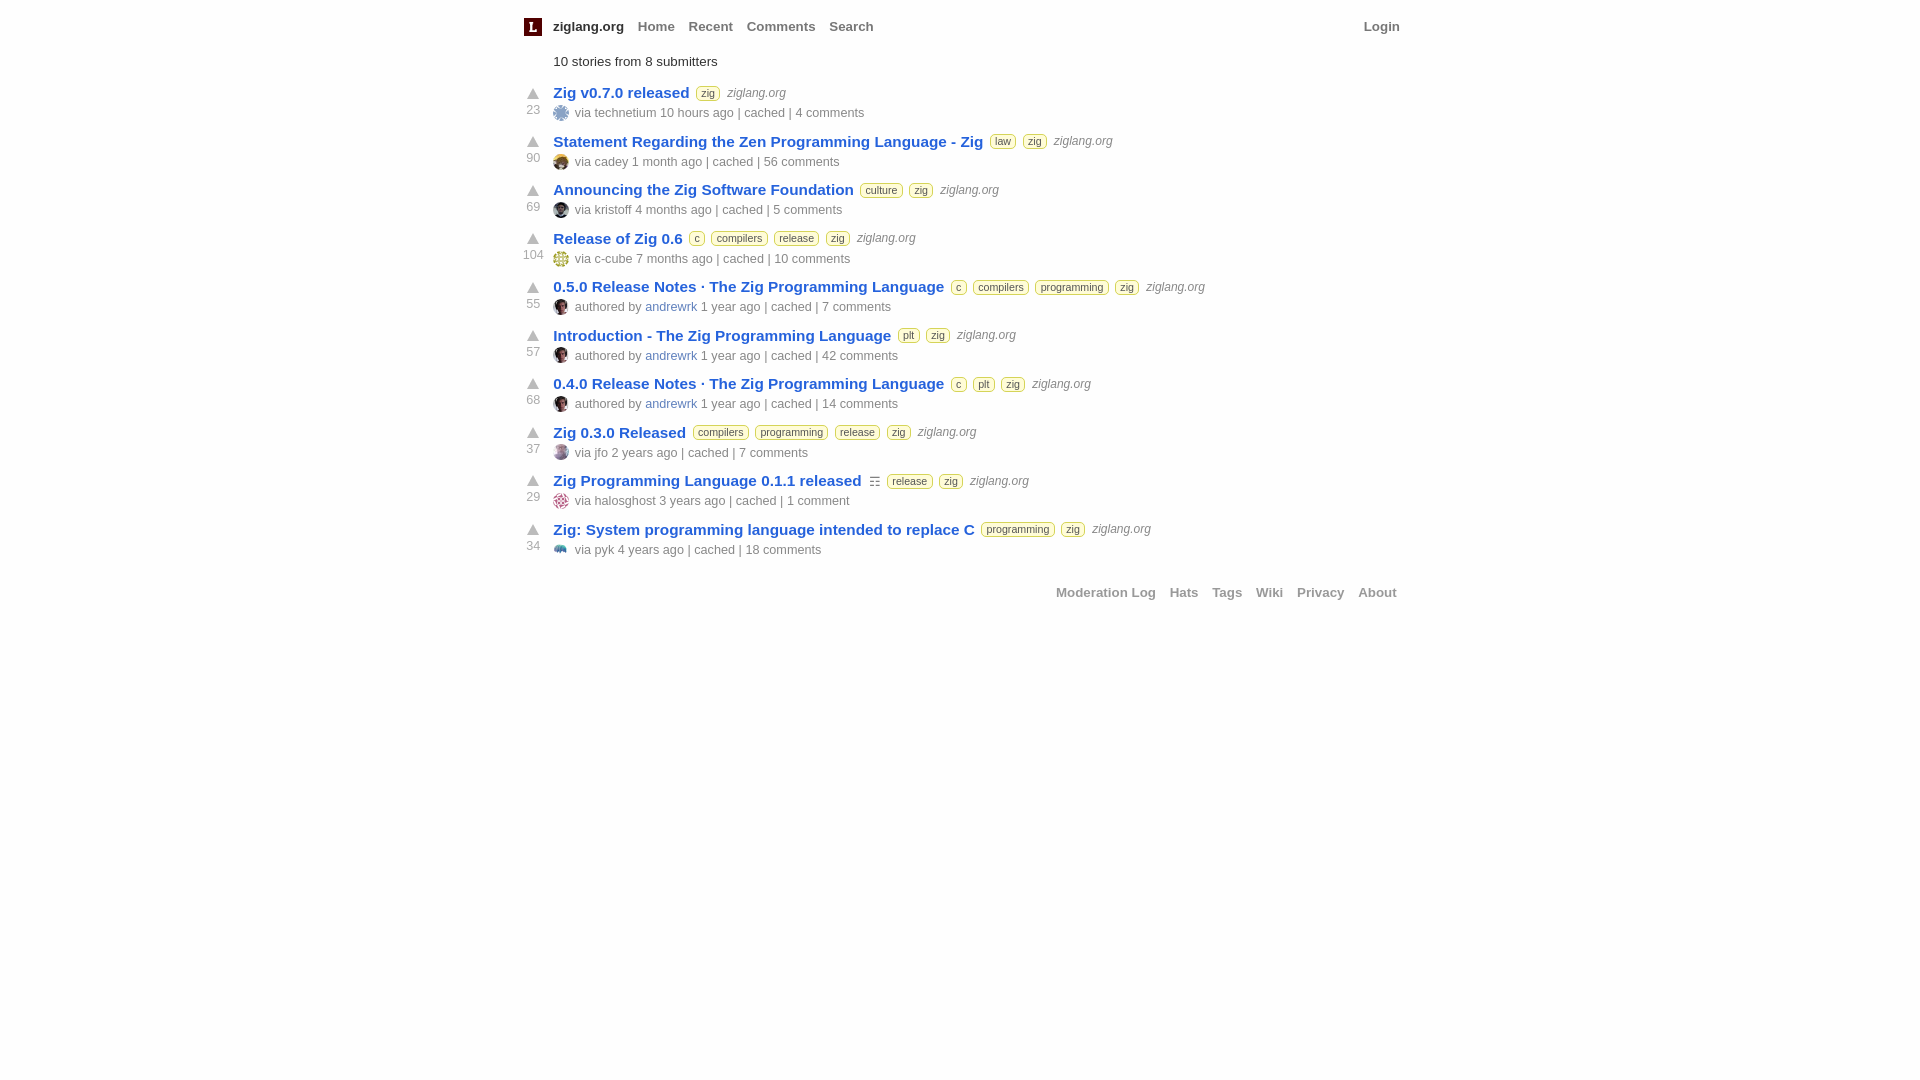 L ziglang.org Home Recent Comments Search Login
10 stories from 8 submitters
Zig v0.7.0 released zig ziglang.org
23 via technetium 10 hours ago | cached | 4 comments
Statement Regarding the Zen Programming Language - Zig law zig ziglang.org
90 via cadey 1 month ago | cached | 56 comments
Announcing the Zig Software Foundation culture zig ziglang.org
69 via kristoff 4 months ago | cached | 5 comments
Release of Zig 0.6 c compilers release zig ziglang.org
104 via c-cube 7 months ago | cached | 10 comments
0.5.0 Release Notes · The Zig Programming Language c compilers programming zig ziglang.org
55 authored by andrewrk 1 year ago | cached | 7 comments
Introduction - The Zig Programming Language plt zig ziglang.org
57 authored by andrewrk 1 year ago | cached | 42 comments
0.4.0 Release Notes · The Zig Programming Language c plt zig ziglang.org
68 authored by andrewrk 1 year ago | cached | 14 comments
Zig 0.3.0 Released compilers programming release zig ziglang.org
37 via jfo 2 years ago | cached | 7 comments
Zig Programming Language 0.1.1 released ☶ release zig ziglang.org
29 via halosghost 3 years ago | cached | 1 comment
Zig: System programming language intended to replace C programming zig ziglang.org
34 via pyk 4 years ago | cached | 18 comments
Moderation Log Hats Tags Wiki Privacy About